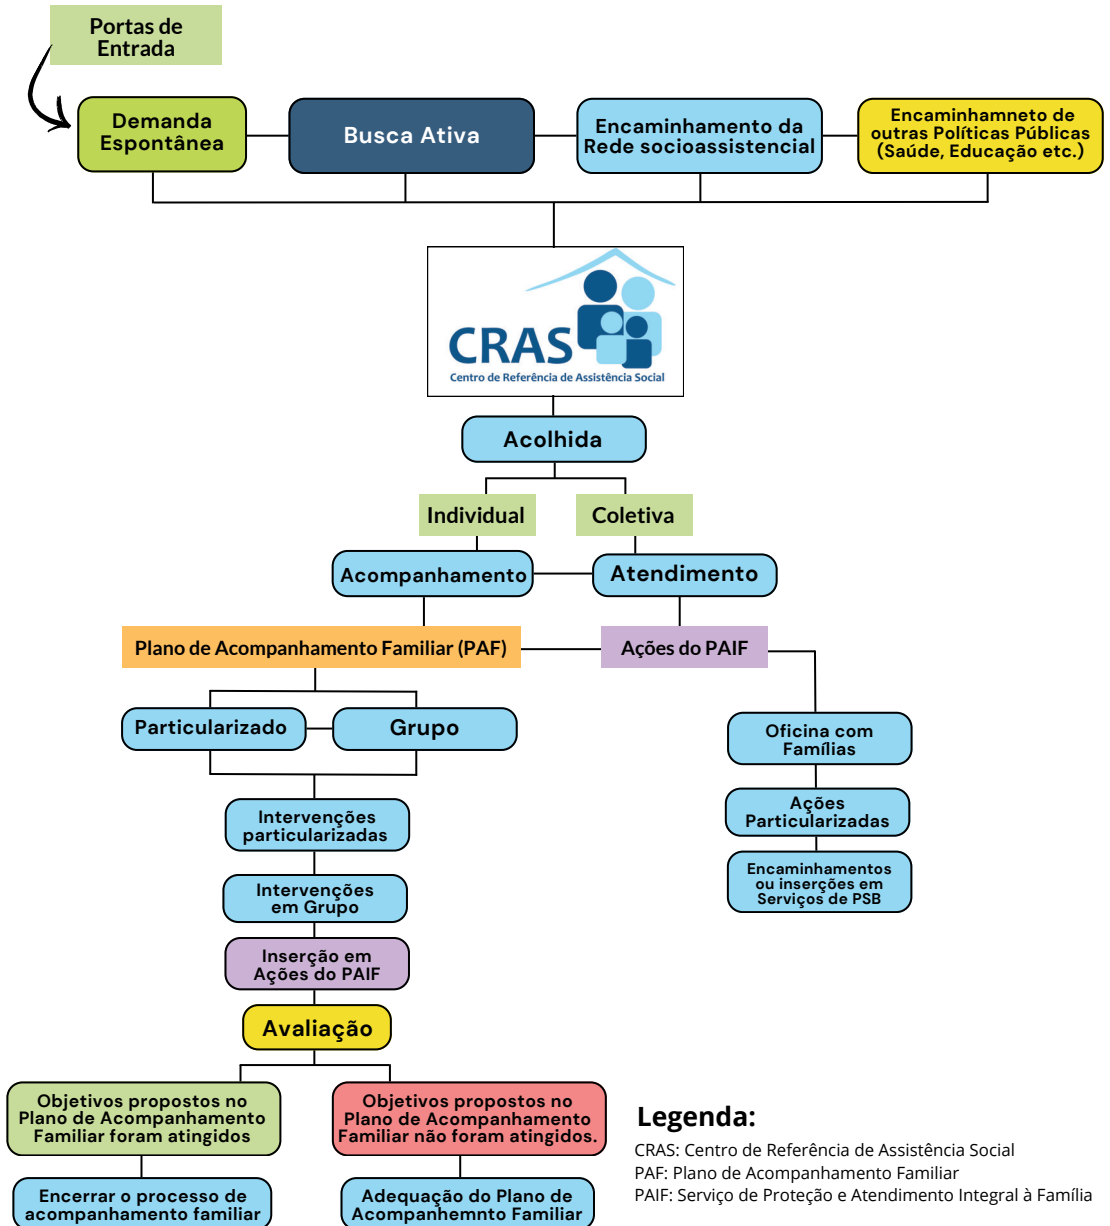 Portas de
Entrada
Demanda
Espontânea
Busca Ativa
Encaminhamento da
Rede socioassistencial
Encaminhamneto de
outras Políticas Públicas
(Saúde, Educação etc.)
CRAS
Centro de Referência de Assistência Social
Acolhida
Individual
Coletiva
Acompanhamento
Atendimento
Plano de Acompanhamento Familiar (PAF)
Ações do PAIF
Particularizado
Grupo
Oficina com
Famílias
Intervenções
particularizadas
Ações
Particularizadas
Intervenções
em Grupo
Encaminhamentos
ou inserções em
Serviços de PSB
Inserção em
Ações do PAIF
Avaliação
Objetivos propostos no
Plano de Acompanhamento
Familiar foram atingidos
Objetivos propostos no
Plano de Acompanhamento
Familiar não foram atingidos.
Encerrar o processo de
acompanhamento familiar
Adequação do Plano de
Acompanhemnto Familiar
Legenda:
CRAS: Centro de Referência de Assistência Social
PAF: Plano de Acompanhamento Familiar
PAIF: Serviço de Proteção e Atendimento Integral à Família